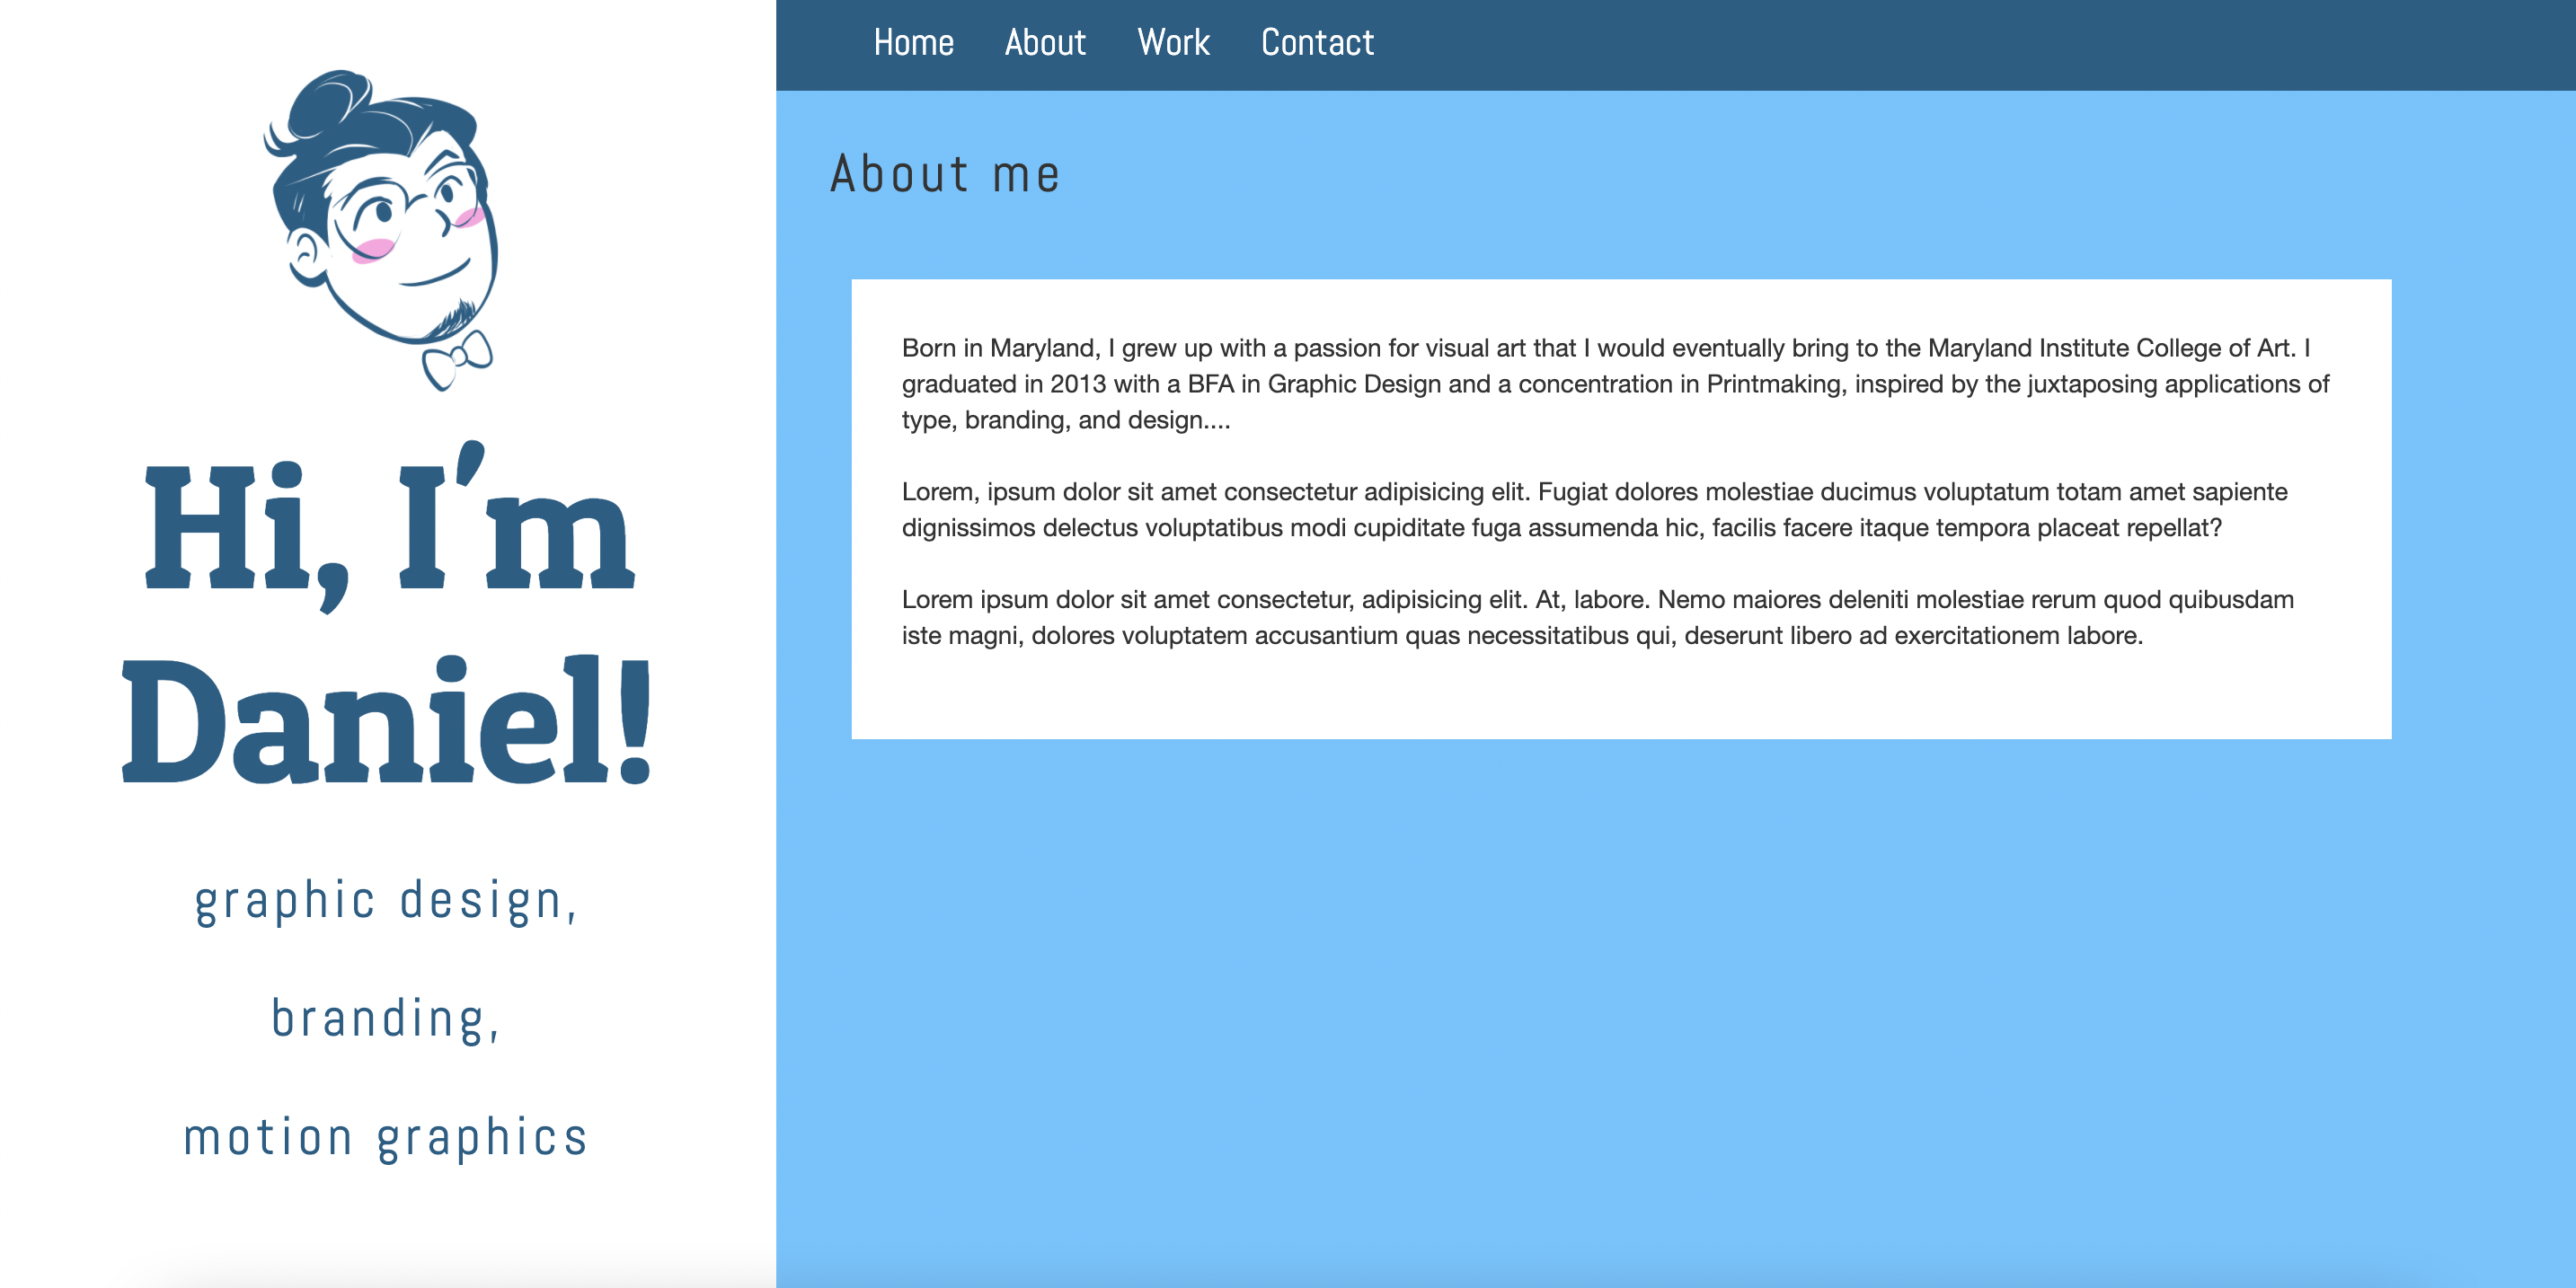 Home About Work Contact
Hi, I'm
Daniel!
graphic design,
branding,
motion graphics
About me
Born in Maryland, I grew up with a passion for visual art that I would eventually bring to the Maryland Institute College of Art. I
graduated in 2013 with a BFA in Graphic Design and a concentration in Printmaking, inspired by the juxtaposing applications of
type, branding, and design....
Lorem, ipsum dolor sit amet consectetur adipisicing elit. Fugiat dolores molestiae ducimus voluptatum totam amet sapiente
dignissimos delectus voluptatibus modi cupiditate fuga assumenda hic, facilis facere itaque tempora placeat repellat?
Lorem ipsum dolor sit amet consectetur, adipisicing elit. At, labore. Nemo maiores deleniti molestiae rerum quod quibusdam
iste magni, dolores voluptatem accusantium quas necessitatibus qui, deserunt libero ad exercitationem labore.